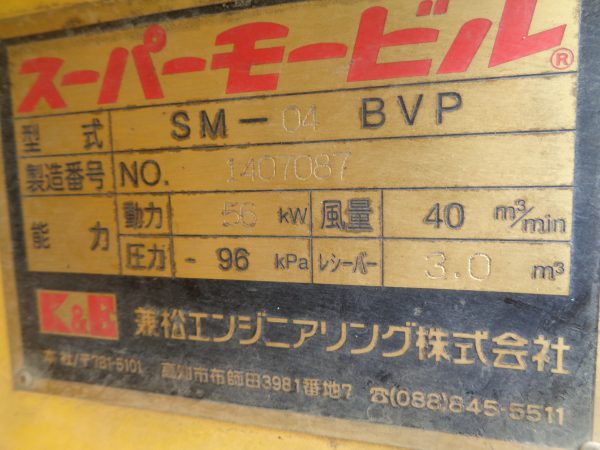 スーパーモービル®
型式 SM-04 BVP
製造番号 NO. 1407087
能力 動力 56 kW 風量 40 m³/min
圧力 -96 kPa レシーバー 3.0 m³
K&E 兼松エンジニアリング株式会社
本社/〒781-5101 高知市布師田3981番地7 ☎(088)845-5511